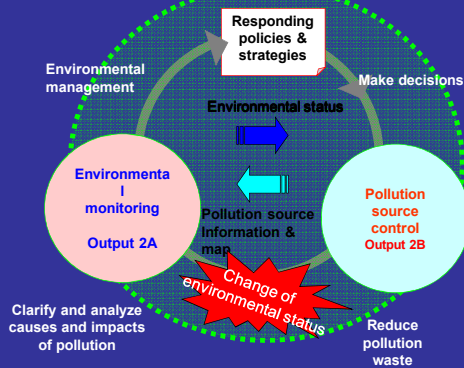 Responding
policies &
strategies
Environmental
management
Make decisions
Environmental status
Environmenta
l
monitoring
Output 2A
Pollution source
Information &
map
Pollution
source
control
Output 2B
Change of
environmental status
Clarify and analyze
causes and impacts
of pollution
Reduce
pollution
waste